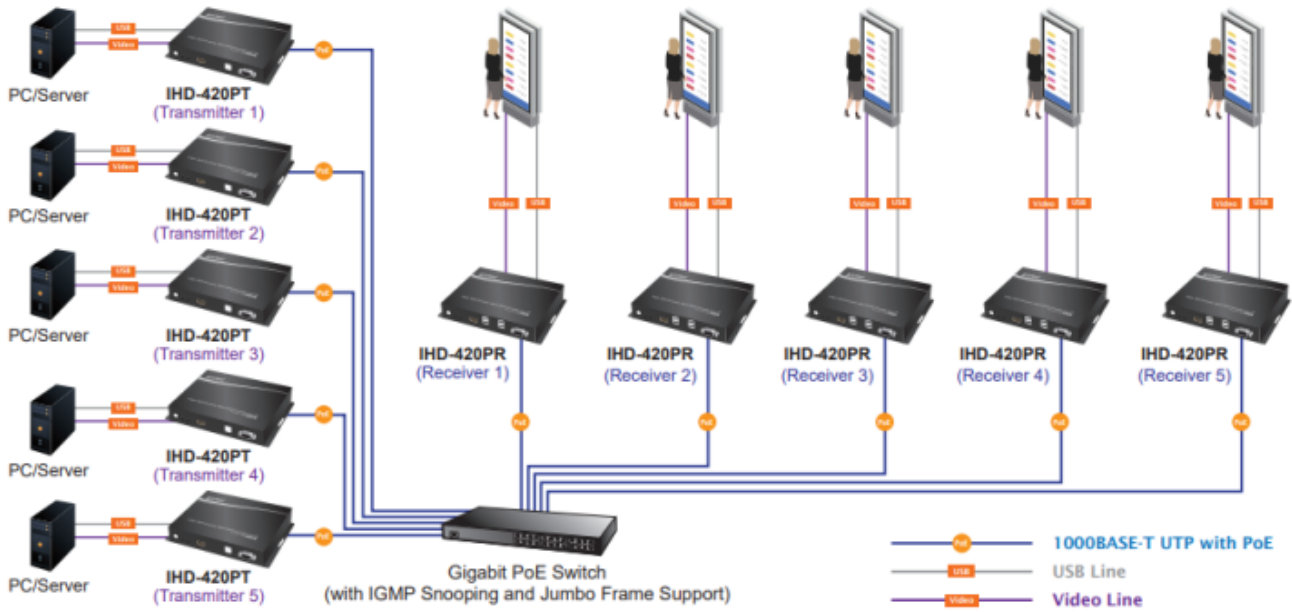 USB
Video
PoE
PC/Server
IHD-420PT
(Transmitter 1)
USB
Video
PoE
PC/Server
IHD-420PT
(Transmitter 2)
USB
Video
PoE
PC/Server
IHD-420PT
(Transmitter 3)
USB
Video
PoE
PC/Server
IHD-420PT
(Transmitter 4)
USB
Video
PoE
PC/Server
IHD-420PT
(Transmitter 5)
Video USB
Video USB
Video USB
Video USB
Video USB
IHD-420PR
(Receiver 1)
IHD-420PR
(Receiver 2)
IHD-420PR
(Receiver 3)
IHD-420PR
(Receiver 4)
IHD-420PR
(Receiver 5)
PoE
PoE
PoE
PoE
PoE
Gigabit PoE Switch
(with IGMP Snooping and Jumbo Frame Support)
PoE 1000BASE-T UTP with PoE
USB USB Line
Video Video Line